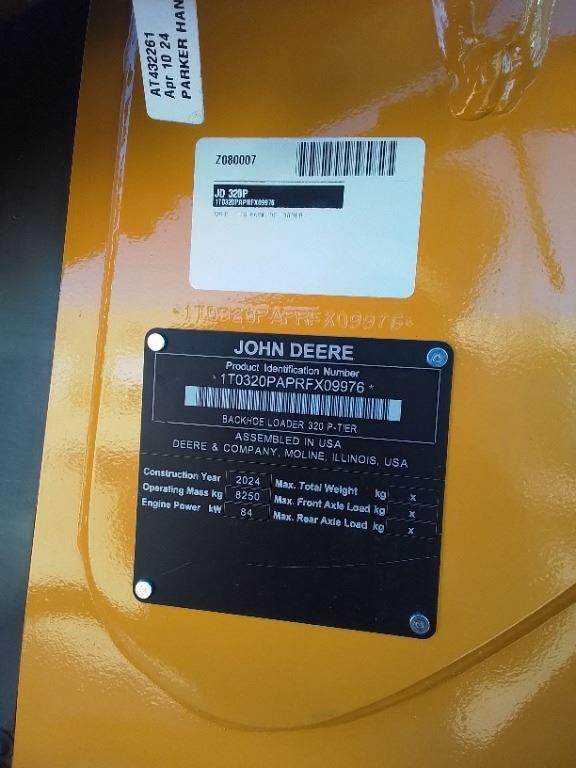 AT432261
Apr 10 24
PARKER HAN
Z080007
JD 320P
1T0320PAPRFX09976
*1T0320PAPRFX09976*
JOHN DEERE
Product Identification Number
*1T0320PAPRFX09976*
BACKHOE LOADER 320 P-TIER
ASSEMBLED IN USA
DEERE & COMPANY, MOLINE, ILLINOIS, USA
Construction Year 2024 Max. Total Weight kg x
Operating Mass kg 8250 Max. Front Axle Load kg x
Engine Power kW 84 Max. Rear Axle Load kg x